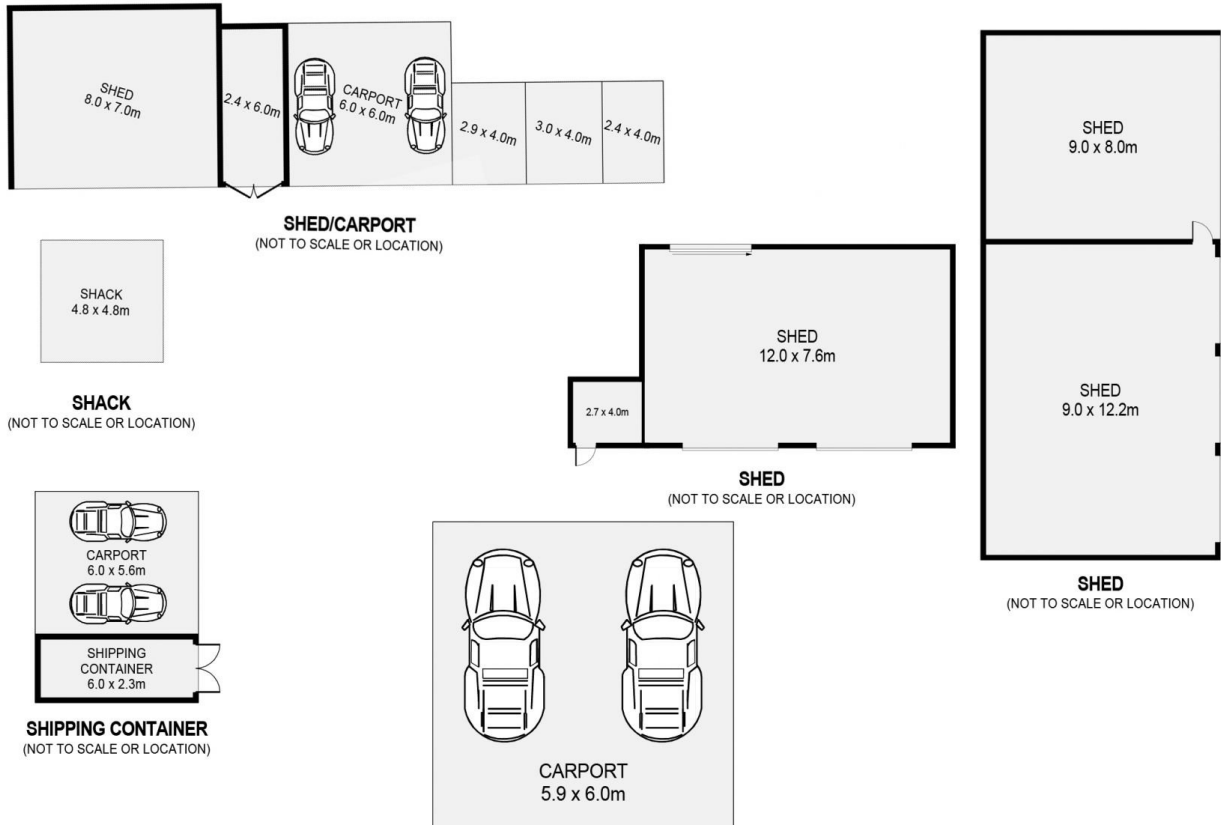 SHED
8.0 x 7.0m
2.4 x 6.0m
CARPORT
6.0 x 6.0m
2.9 x 4.0m
3.0 x 4.0m
2.4 x 4.0m
SHED/CARPORT
(NOT TO SCALE OR LOCATION)
SHACK
4.8 x 4.8m
SHACK
(NOT TO SCALE OR LOCATION)
CARPORT
6.0 x 5.6m
SHIPPING
CONTAINER
6.0 x 2.3m
SHIPPING CONTAINER
(NOT TO SCALE OR LOCATION)
SHED
12.0 x 7.6m
2.7 x 4.0m
SHED
(NOT TO SCALE OR LOCATION)
CARPORT
5.9 x 6.0m
SHED
9.0 x 8.0m
SHED
9.0 x 12.2m
SHED
(NOT TO SCALE OR LOCATION)